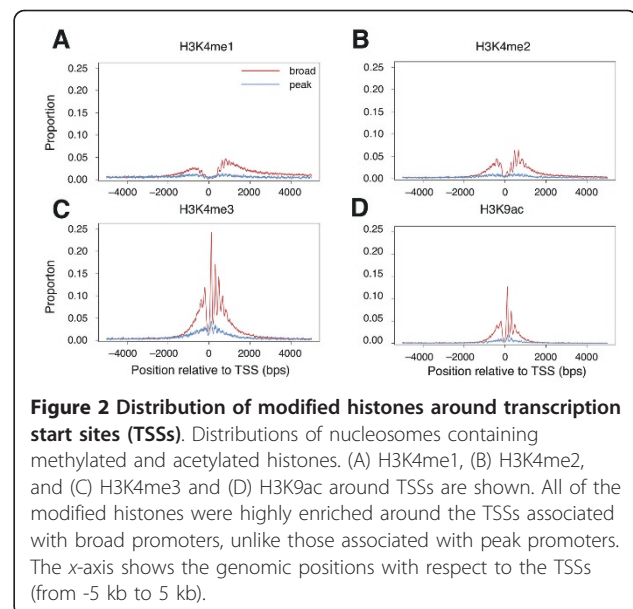 A
B
H3K4me1
H3K4me2
0.25
0.20
0.15
0.10
0.05
0.00
Proportion
broad
peak
−4000 −2000 0 2000 4000
0.25
0.20
0.15
0.10
0.05
0.00
−4000 −2000 0 2000 4000
C
D
H3K4me3
H3K9ac
0.25
0.20
0.15
0.10
0.05
0.00
Proportion
−4000 −2000 0 2000 4000
Position relative to TSS (bps)
0.25
0.20
0.15
0.10
0.05
0.00
−4000 −2000 0 2000 4000
Position relative to TSS (bps)
Figure 2 Distribution of modified histones around transcription
start sites (TSSs). Distributions of nucleosomes containing
methylated and acetylated histones. (A) H3K4me1, (B) H3K4me2,
and (C) H3K4me3 and (D) H3K9ac around TSSs are shown. All of the
modified histones were highly enriched around the TSSs associated
with broad promoters, unlike those associated with peak promoters.
The x-axis shows the genomic positions with respect to the TSSs
(from -5 kb to 5 kb).